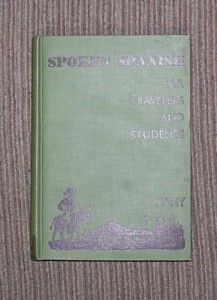 SPOKEN SPANISH
FOR
TRAVELERS
AND
STUDENTS